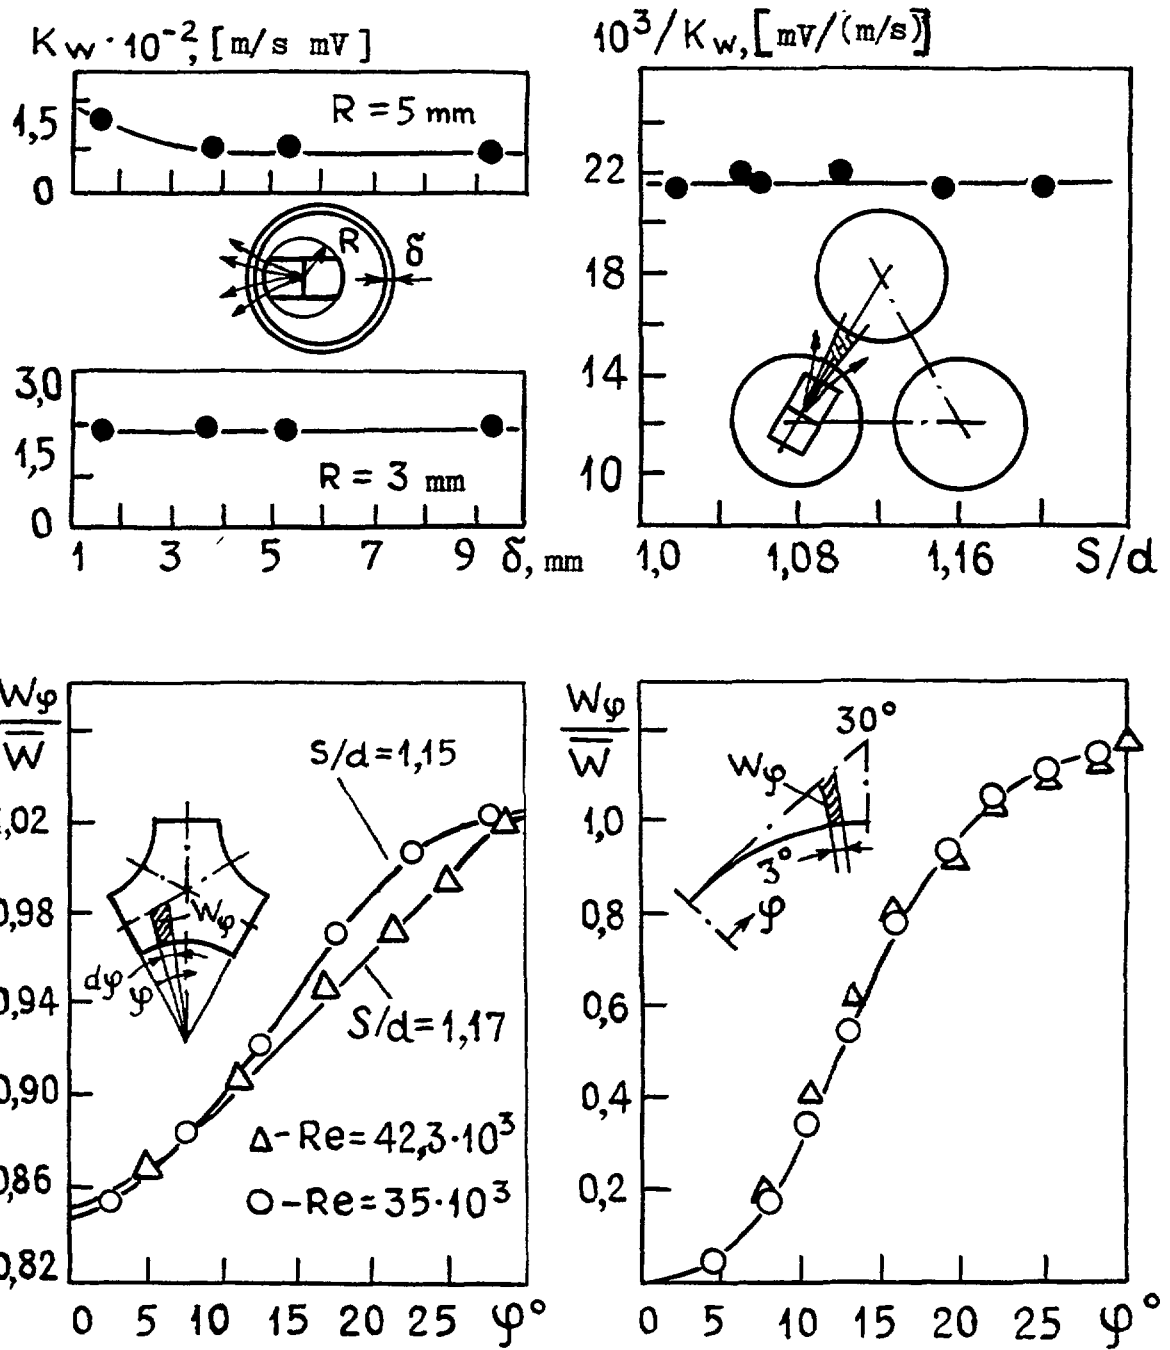 Kw·10⁻², [m/s mV]
R = 5 mm
1,5
0
R
δ
3,0
1,5
0
R = 3 mm
1 3 5 7 9 δ, mm
10³/Kw, [mV/(m/s)]
22
18
14
10
1,0 1,08 1,16 S/d
Wφ
W̅
S/d=1,15
,02
0,98
0,94
0,90
0,86
0,82
Wφ
dφ
φ
S/d=1,17
Δ-Re=42,3·10³
O-Re=35·10³
0 5 10 15 20 25 φ°
Wφ
W̅
30°
Wφ
3°
φ
1,0
0,8
0,6
0,4
0,2
0 5 10 15 20 25 φ°